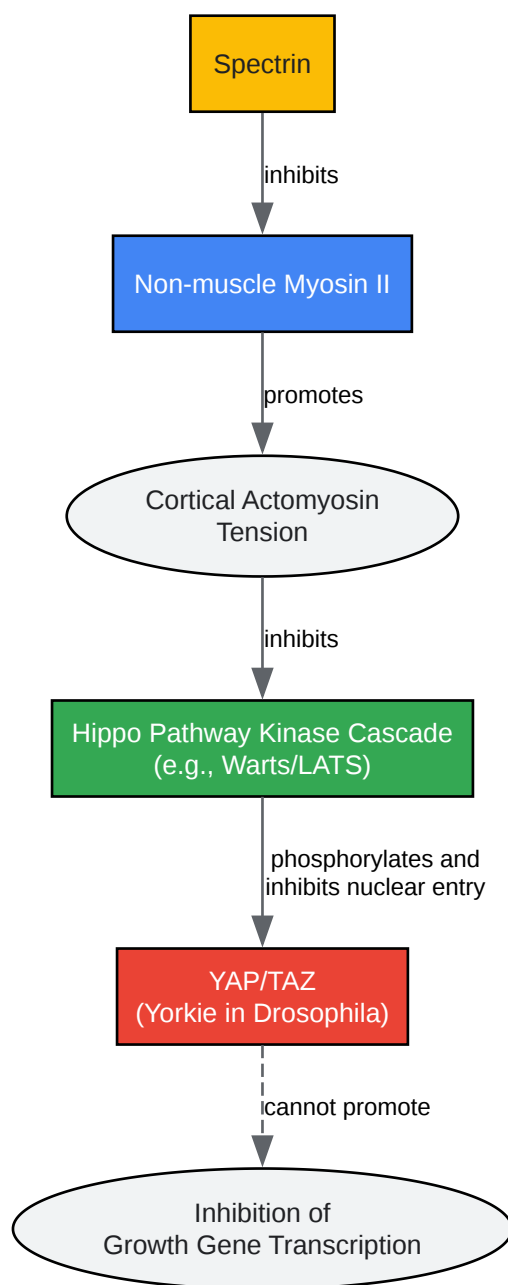 Spectrin
inhibits
Non-muscle Myosin II
promotes
Cortical Actomyosin
Tension
inhibits
Hippo Pathway Kinase Cascade
(e.g., Warts/LATS)
phosphorylates and
inhibits nuclear entry
YAP/TAZ
(Yorkie in Drosophila)
cannot promote
Inhibition of
Growth Gene Transcription